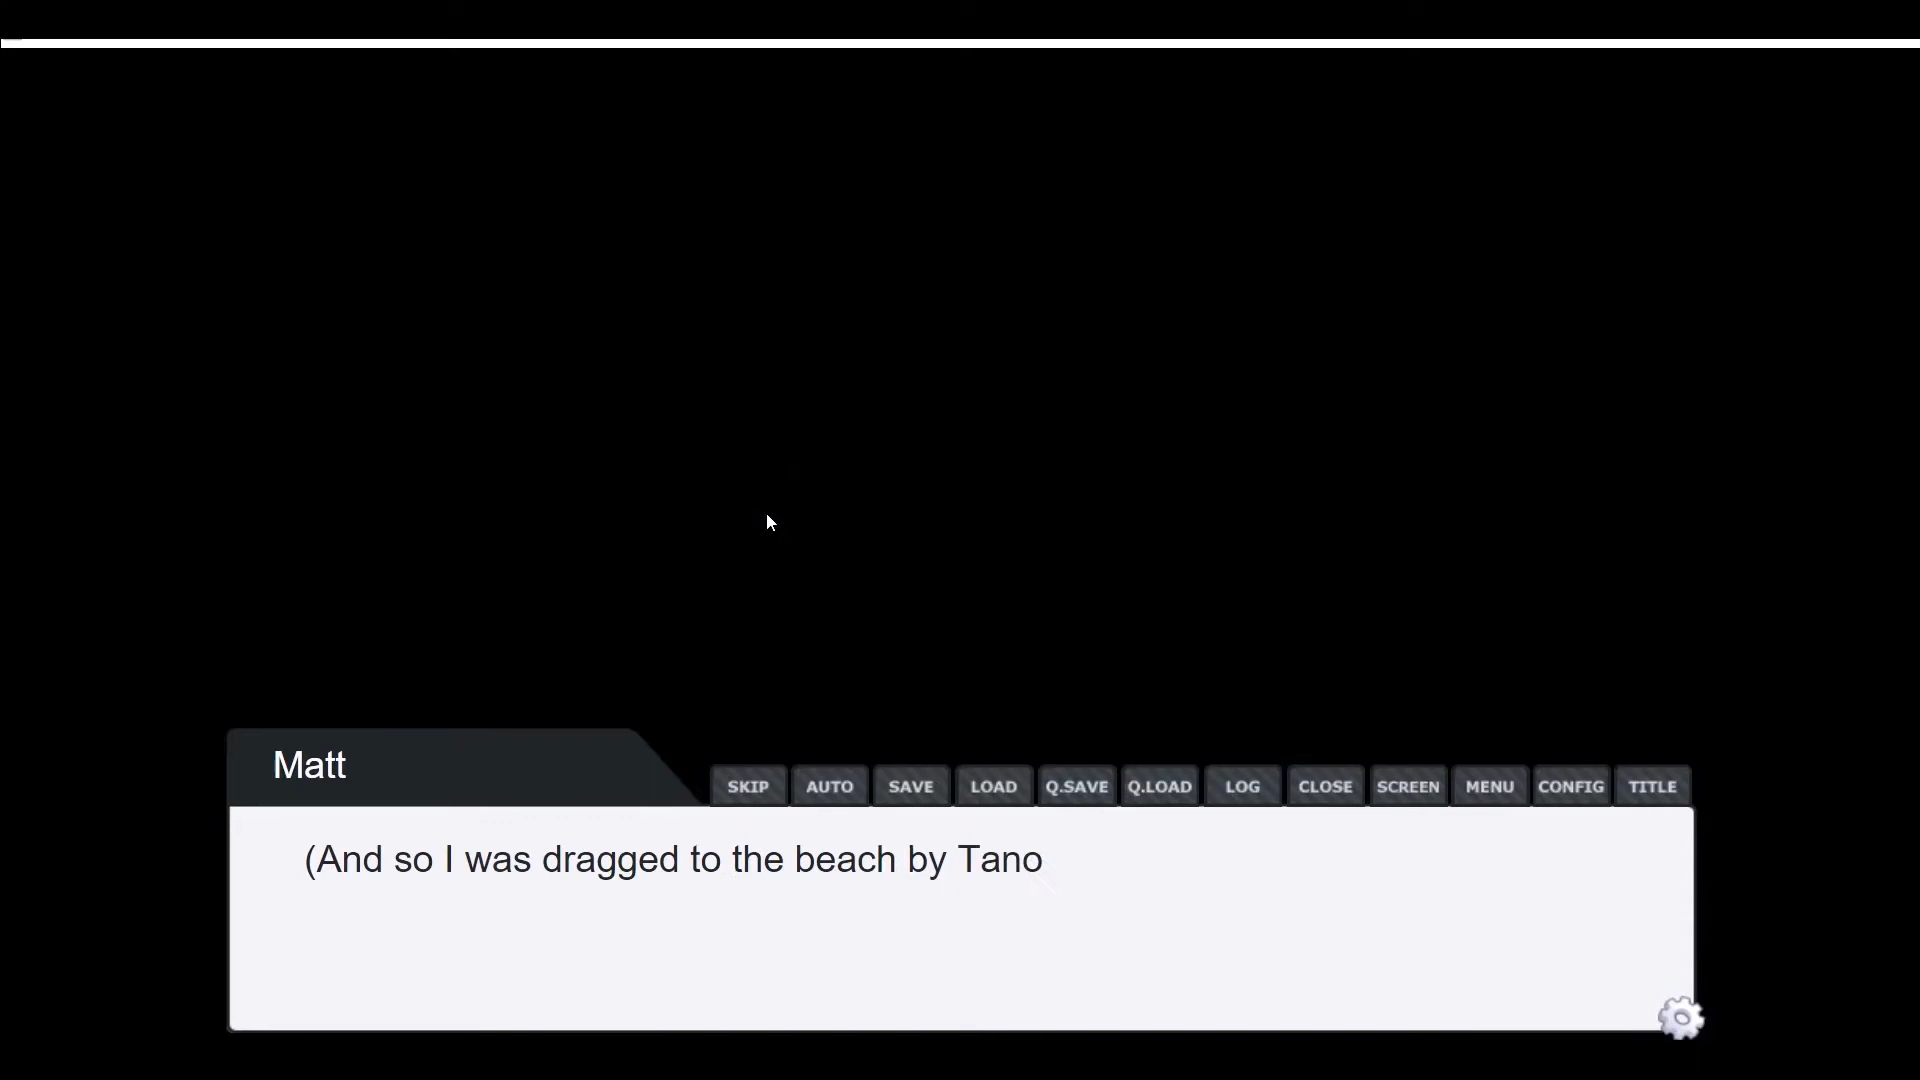 Matt
SKIP AUTO SAVE LOAD Q.SAVE Q.LOAD LOG CLOSE SCREEN MENU CONFIG TITLE
(And so I was dragged to the beach by Tano